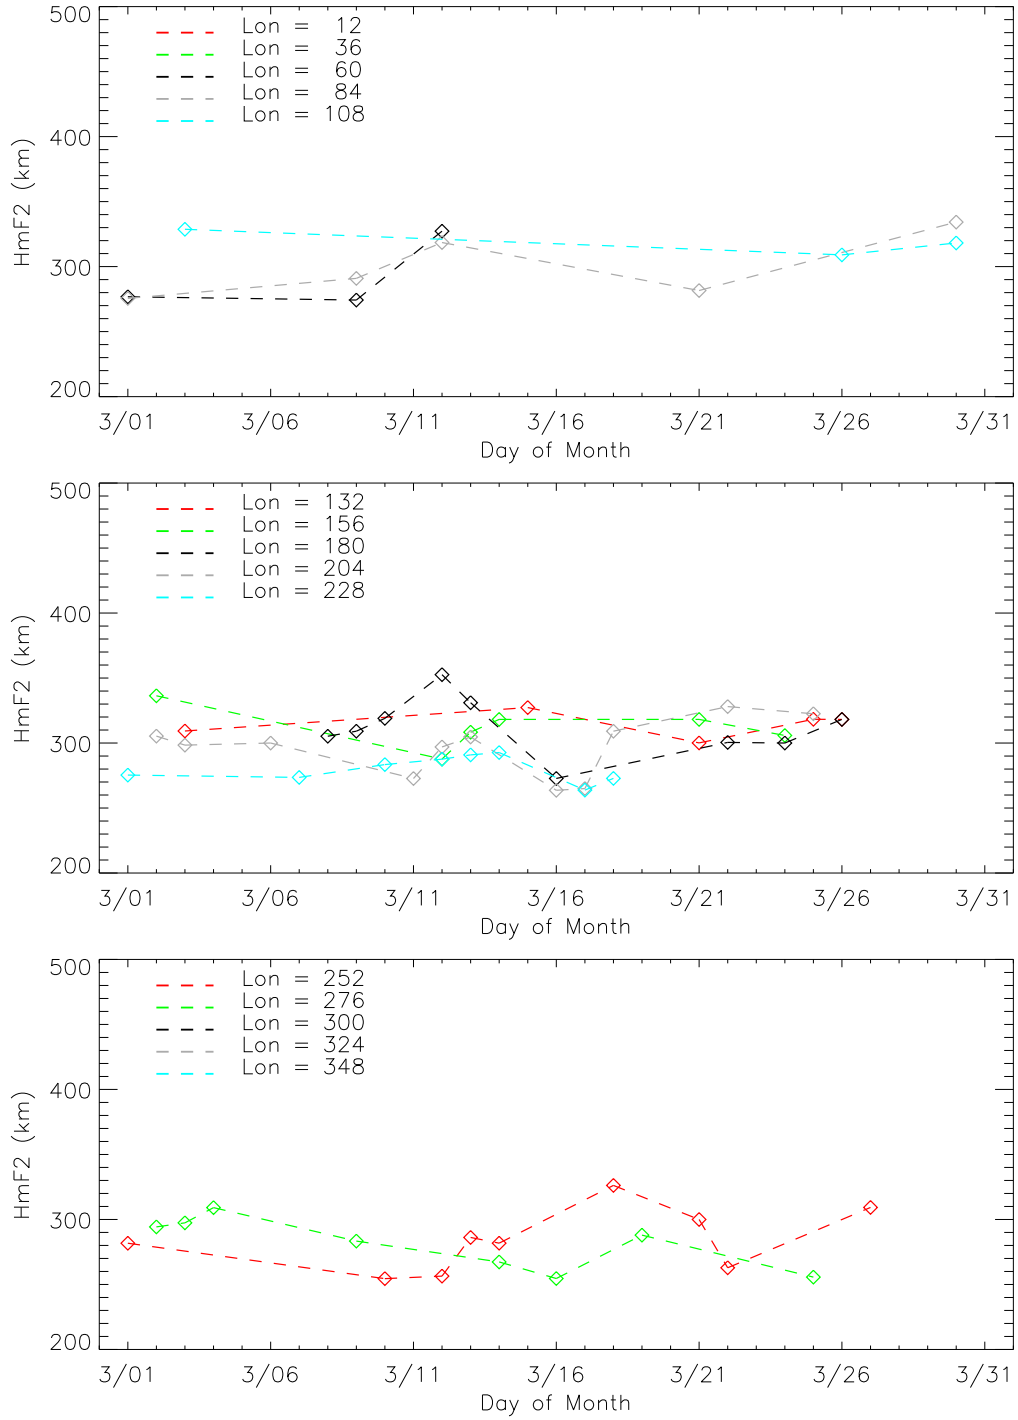 500
400
300
200
HmF2 (km)
Lon = 12
Lon = 36
Lon = 60
Lon = 84
Lon = 108
3/01 3/06 3/11 3/16 3/21 3/26 3/31
Day of Month
500
400
300
200
HmF2 (km)
Lon = 132
Lon = 156
Lon = 180
Lon = 204
Lon = 228
3/01 3/06 3/11 3/16 3/21 3/26 3/31
Day of Month
500
400
300
200
HmF2 (km)
Lon = 252
Lon = 276
Lon = 300
Lon = 324
Lon = 348
3/01 3/06 3/11 3/16 3/21 3/26 3/31
Day of Month